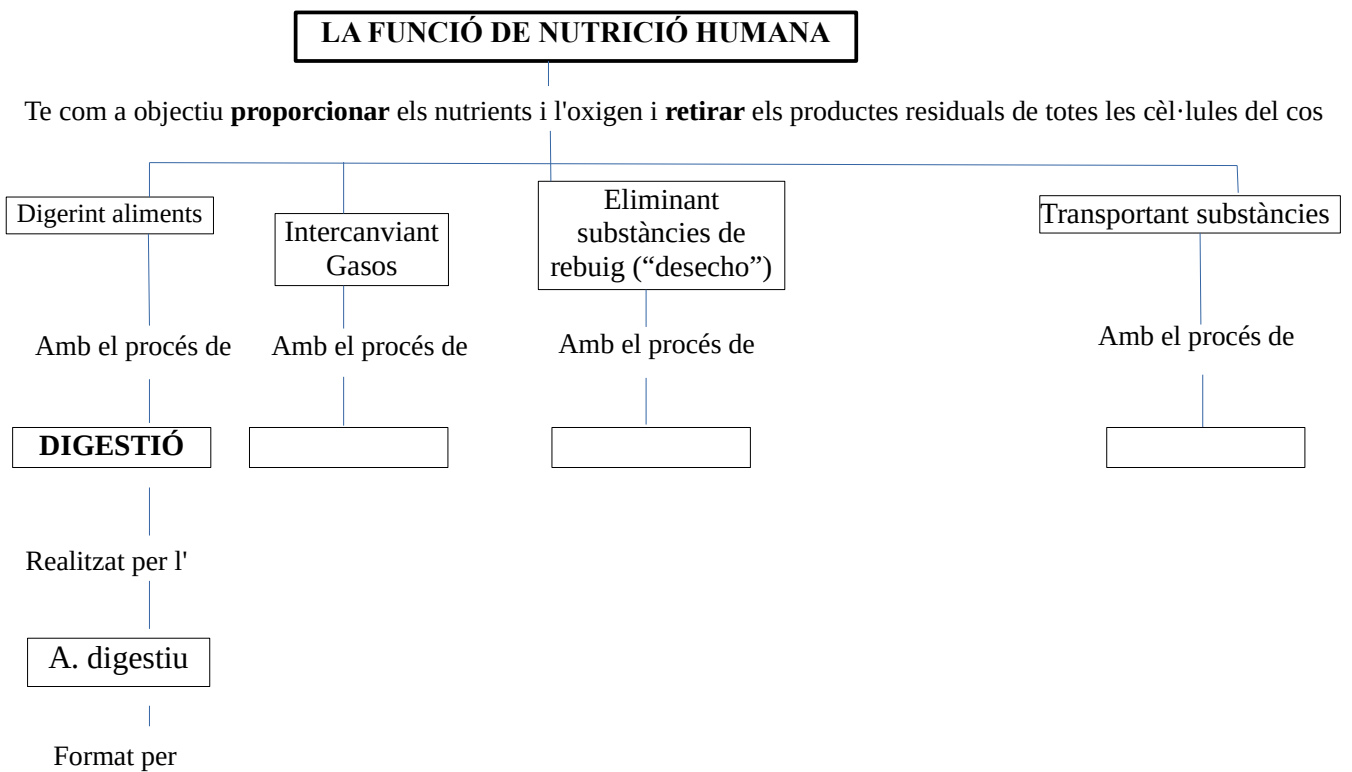 LA FUNCIÓ DE NUTRICIÓ HUMANA
Te com a objectiu proporcionar els nutrients i l'oxigen i retirar els productes residuals de totes les cèl·lules del cos
Digerint aliments
Intercanviant
Gasos
Eliminant
substàncies de
rebuig (“desecho”)
Transportant substàncies
Amb el procés de
Amb el procés de
Amb el procés de
Amb el procés de
DIGESTIÓ
Realitzat per l'
A. digestiu
Format per